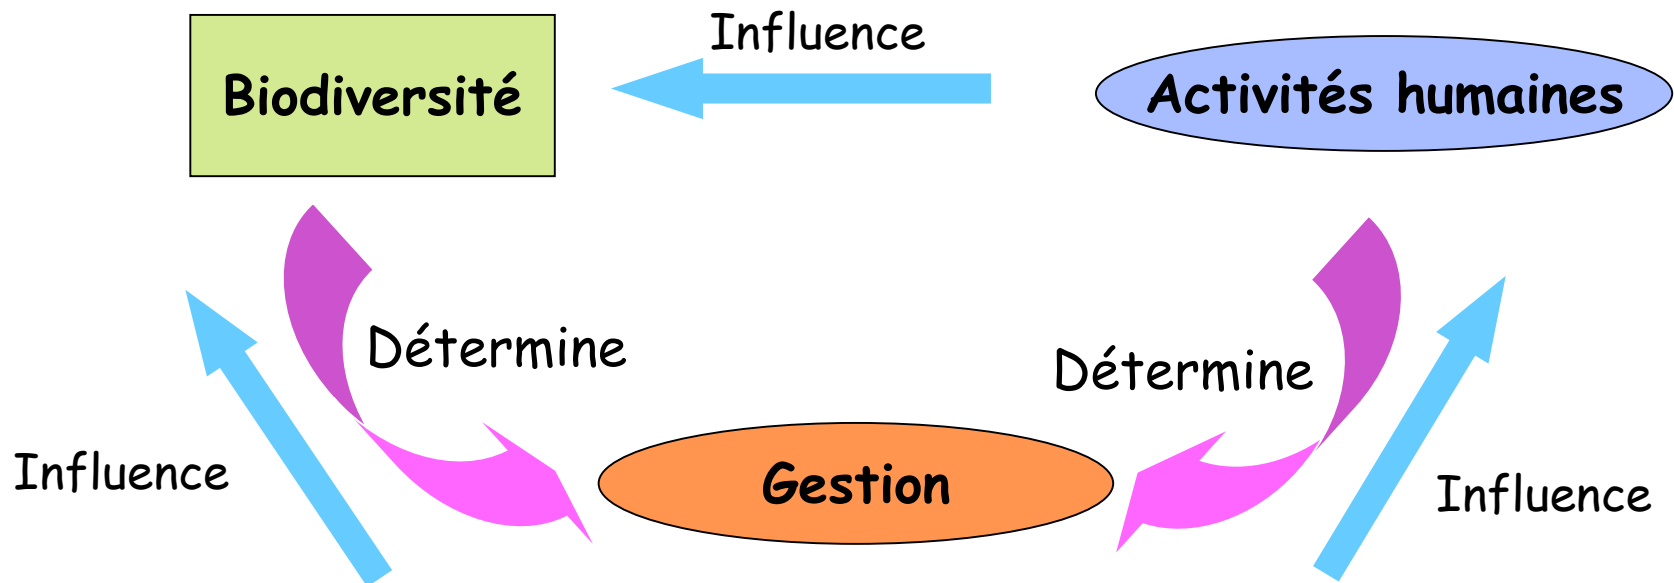 Influence
Biodiversité
Activités humaines
Détermine
Détermine
Influence
Gestion
Influence